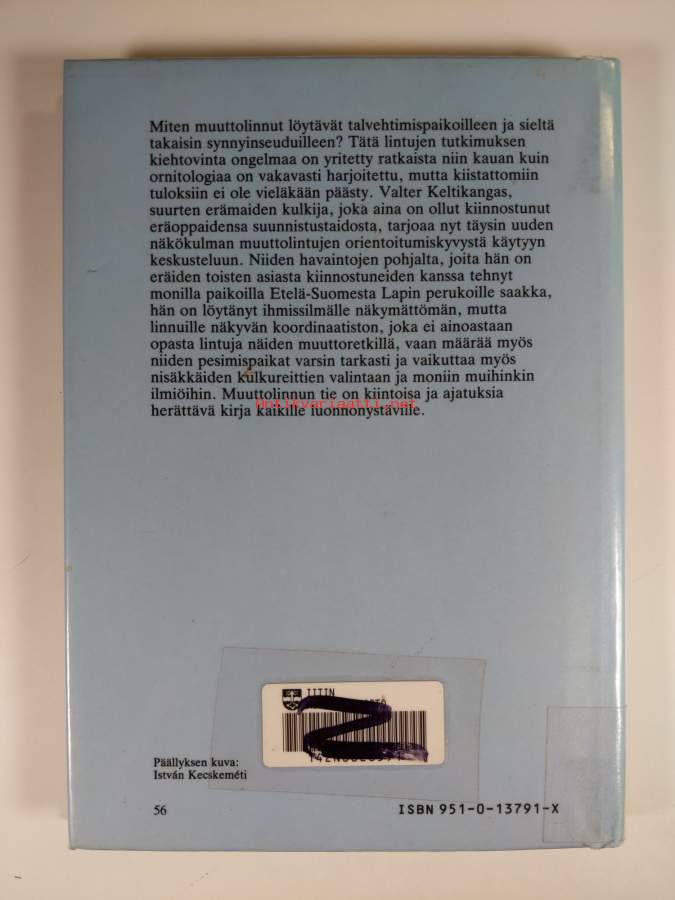 Miten muuttolinnut löytävät talvehtimispaikoilleen ja sieltä
takaisin synnyinseuduilleen? Tätä lintujen tutkimuksen
kiehtovinta ongelmaa on yritetty ratkaista niin kauan kuin
ornitologiaa on vakavasti harjoitettu, mutta kiistattomiin
tuloksiin ei ole vieläkään päästy. Valter Keltikangas,
suurten erämaiden kulkija, joka aina on ollut kiinnostunut
eräoppaidensa suunnistustaidosta, tarjoaa nyt täysin uuden
näkökulman muuttolintujen orientoitumiskyvystä käytyyn
keskusteluun. Niiden havaintojen pohjalta, joita hän on
eräiden toisten asiasta kiinnostuneiden kanssa tehnyt
monilla paikoilla Etelä-Suomesta Lapin perukoille saakka,
hän on löytänyt ihmissilmälle näkymättömän, mutta
linnuille näkyvän koordinaatiston, joka ei ainoastaan
opasta lintuja näiden muuttoretkillä, vaan määrää myös
niiden pesimispaikat varsin tarkasti ja vaikuttaa myös
nisäkkäiden kulkureittien valintaan ja moniin muihinkin
ilmiöihin. Muuttolinnun tie on kiintoisa ja ajatuksia
Antikvariaatti.net
herättävä kirja kaikille luonnonystäville.
IITIN
Päällyksen kuva:
István Kecskeméti
56
ISBN 951-0-13791-X